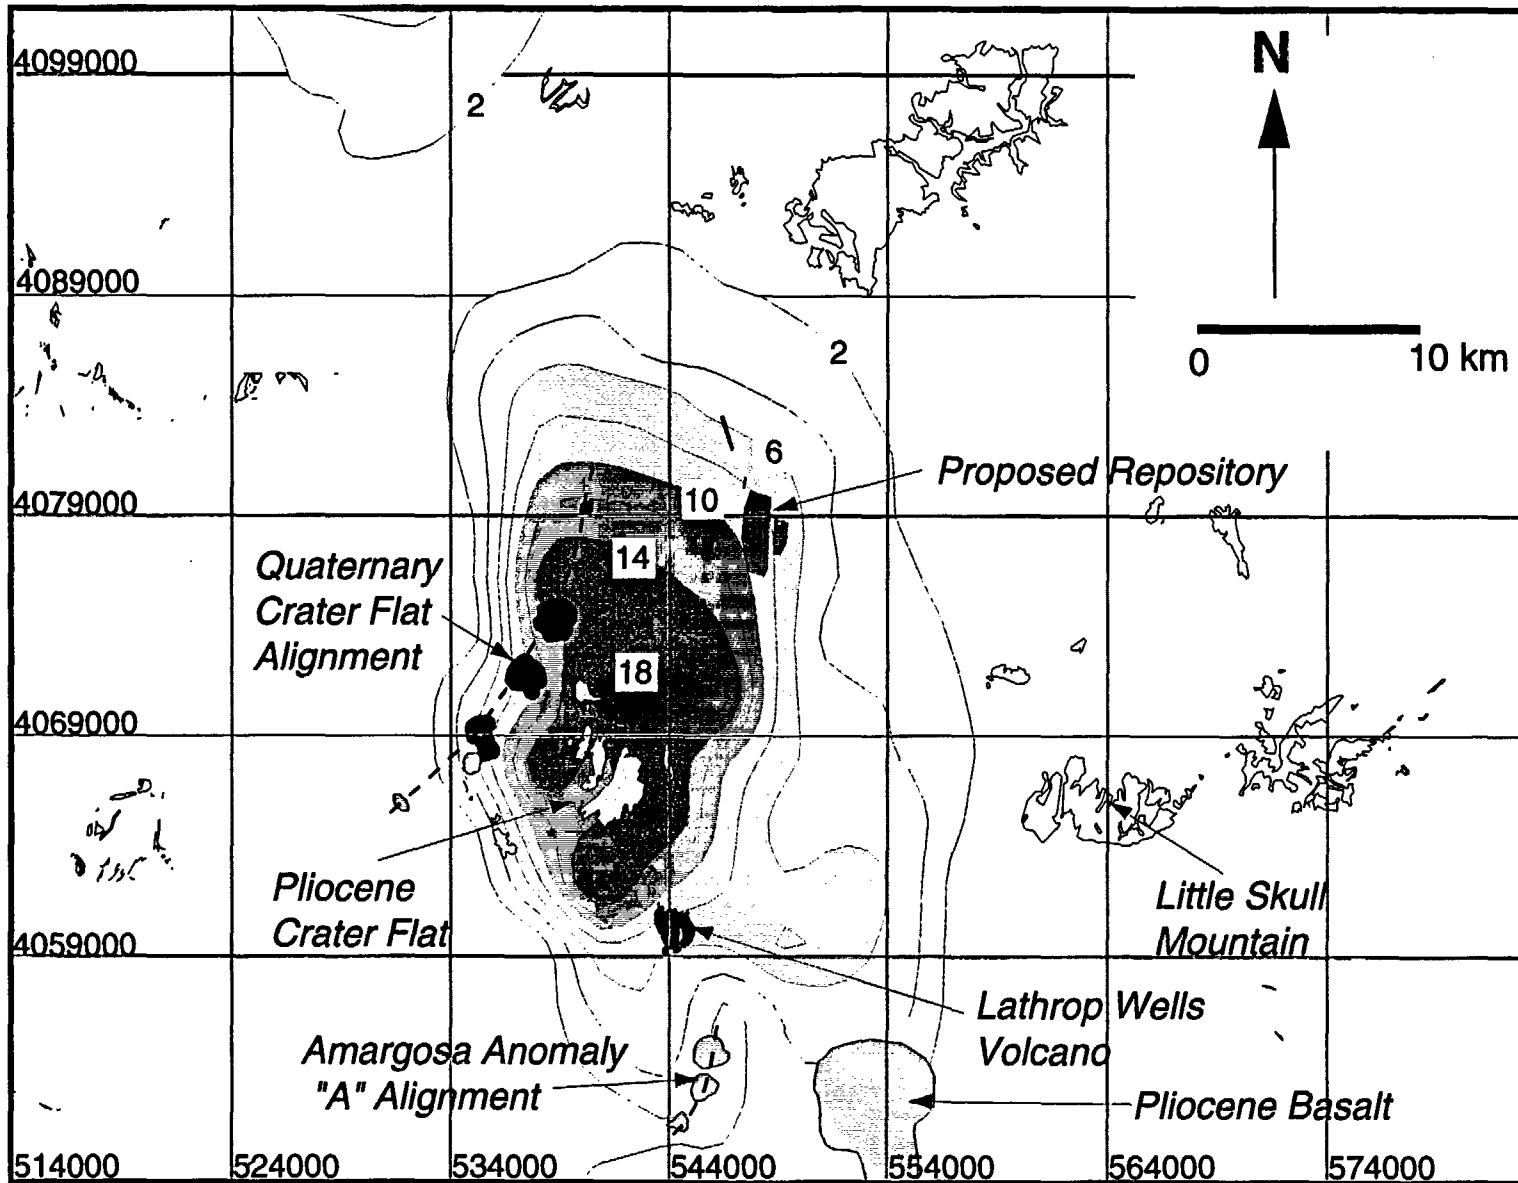 4099000
N
2
4089000
2
0 10 km
6
Proposed Repository
10
4079000
14
Quaternary
Crater Flat
Alignment
18
4069000
Pliocene
Crater Flat
Little Skull
Mountain
4059000
Lathrop Wells
Volcano
Amargosa Anomaly
"A" Alignment
Pliocene Basalt
514000 524000 534000 544000 554000 564000 574000